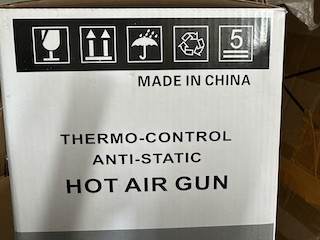 5
MADE IN CHINA
THERMO-CONTROL
ANTI-STATIC
HOT AIR GUN